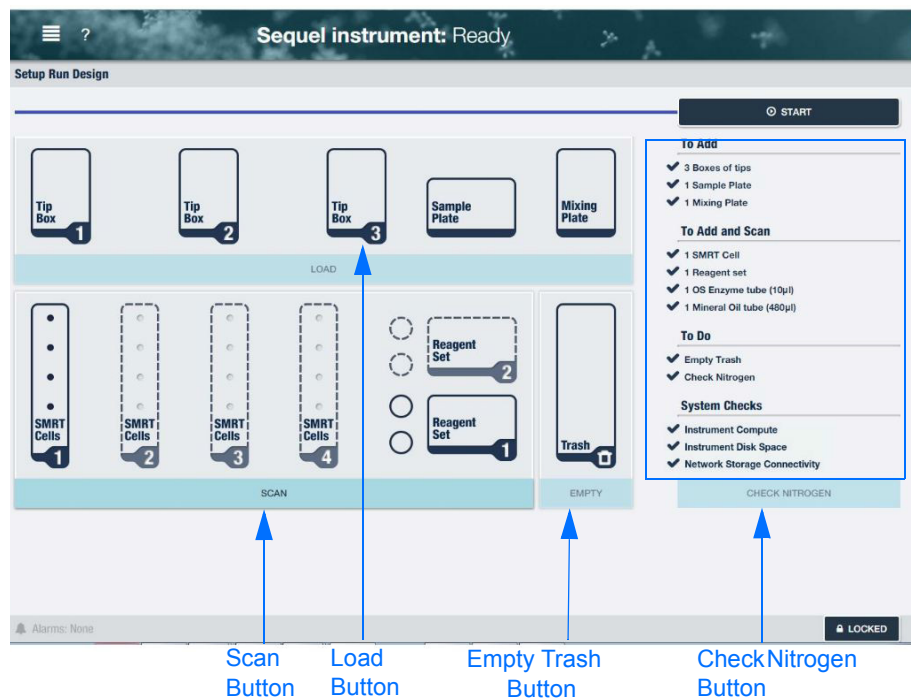 ?
Sequel instrument: Ready
Setup Run Design
START
Tip
Box
1
Tip
Box
2
Tip
Box
3
Sample
Plate
Mixing
Plate
LOAD
SMRT
Cells
1
SMRT
Cells
2
SMRT
Cells
3
SMRT
Cells
4
Reagent
Set
2
Reagent
Set
1
Trash
SCAN
EMPTY
To Add
3 Boxes of tips
1 Sample Plate
1 Mixing Plate
To Add and Scan
1 SMRT Cell
1 Reagent set
1 OS Enzyme tube (10µl)
1 Mineral Oil tube (480µl)
To Do
Empty Trash
Check Nitrogen
System Checks
Instrument Compute
Instrument Disk Space
Network Storage Connectivity
CHECK NITROGEN
Alarms: None
LOCKED
Scan
Button
Load
Button
Empty Trash
Button
Check Nitrogen
Button